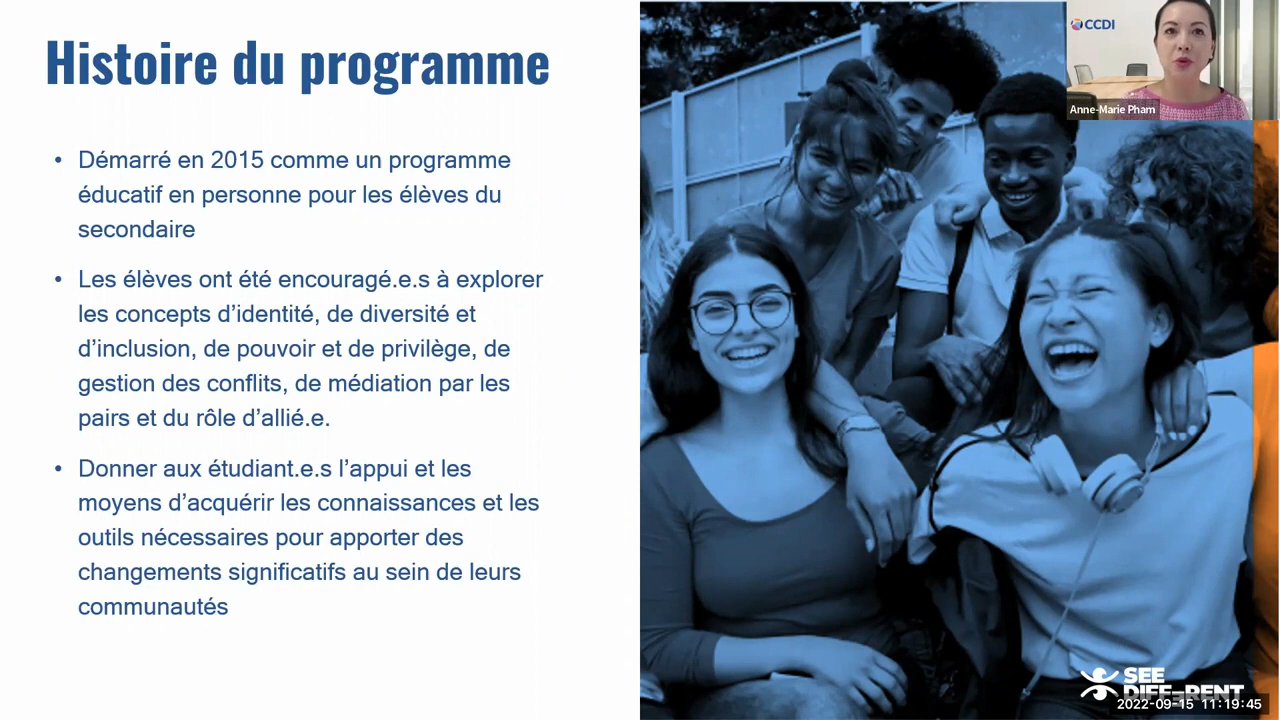 Histoire du programme
• Démarré en 2015 comme un programme
éducatif en personne pour les élèves du
secondaire
• Les élèves ont été encouragé.e.s à explorer
les concepts d’identité, de diversité et
d’inclusion, de pouvoir et de privilège, de
gestion des conflits, de médiation par les
pairs et du rôle d’allié.e.
• Donner aux étudiant.e.s l’appui et les
moyens d’acquérir les connaissances et les
outils nécessaires pour apporter des
changements significatifs au sein de leurs
communautés
CCDI
Anne-Marie Pham
SEE
DIFFƎRENT
2022-09-15 11:19:45